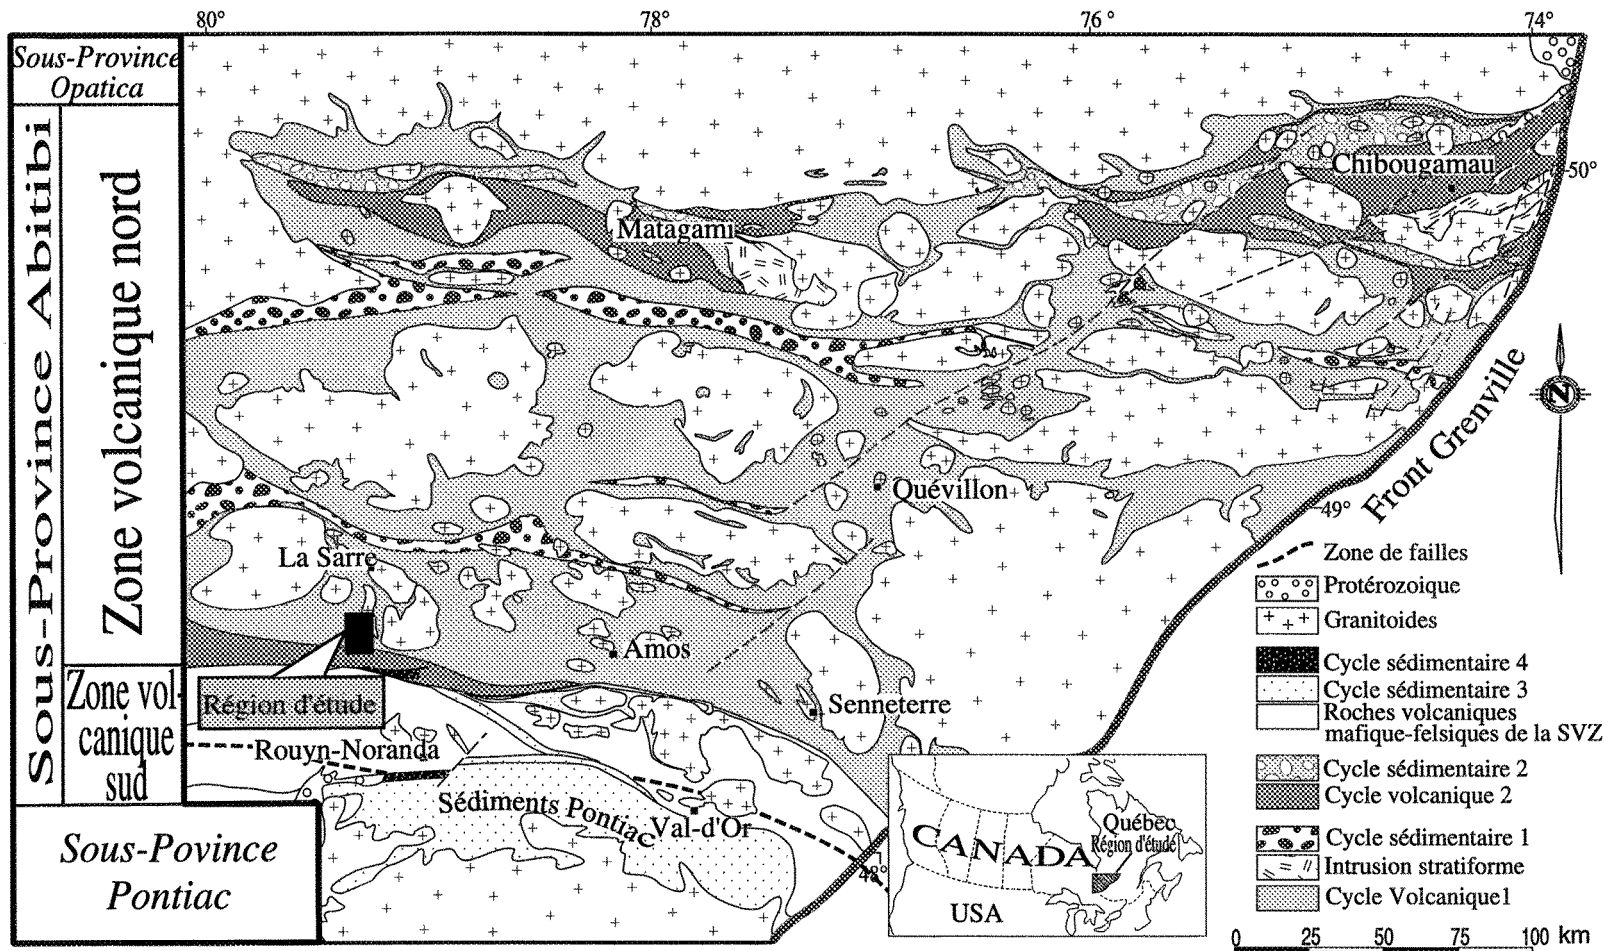 80°
78°
76°
74°
Sous-Province
Opatica
Sous-Province Abitibi
Zone volcanique nord
Zone vol-
canique
sud
Sous-Povince
Pontiac
Chibougamau
50°
Matagami
Quévillon
49°
Front Grenville
La Sarre
Amos
Senneterre
Région d'étude
Rouyn-Noranda
Sédiments Pontiac
Val-d'Or
48°
N
CANADA
Québec
Région d'étude
USA
Zone de failles
Protérozoique
Granitoides
Cycle sédimentaire 4
Cycle sédimentaire 3
Roches volcaniques
mafique-felsiques de la SVZ
Cycle sédimentaire 2
Cycle volcanique 2
Cycle sédimentaire 1
Intrusion stratiforme
Cycle Volcanique1
0 25 50 75 100 km